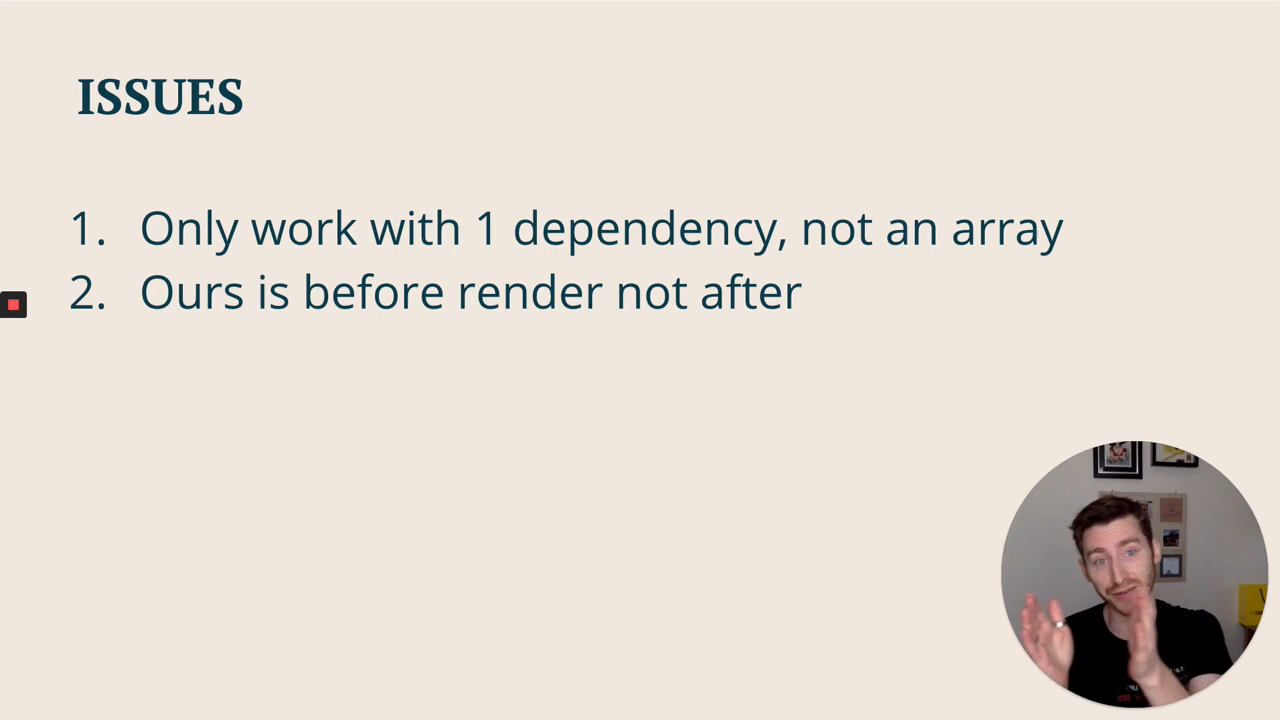 ISSUES
1. Only work with 1 dependency, not an array
2. Ours is before render not after